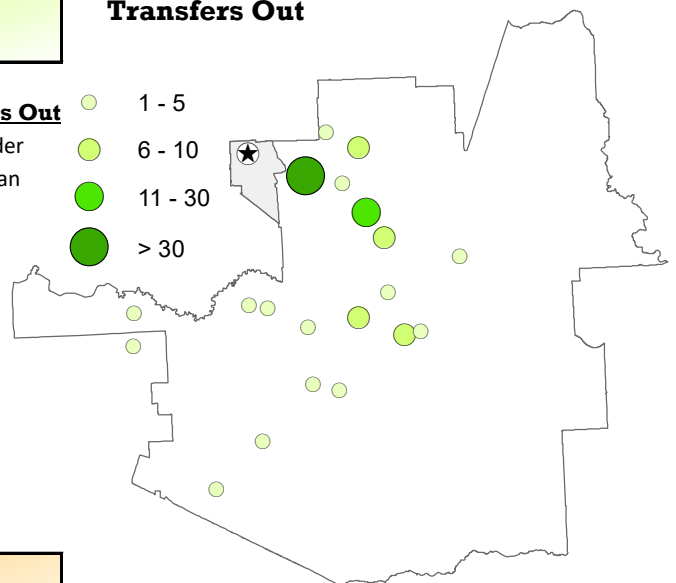 Transfers Out
s Out
der
an
1 - 5
6 - 10
11 - 30
> 30